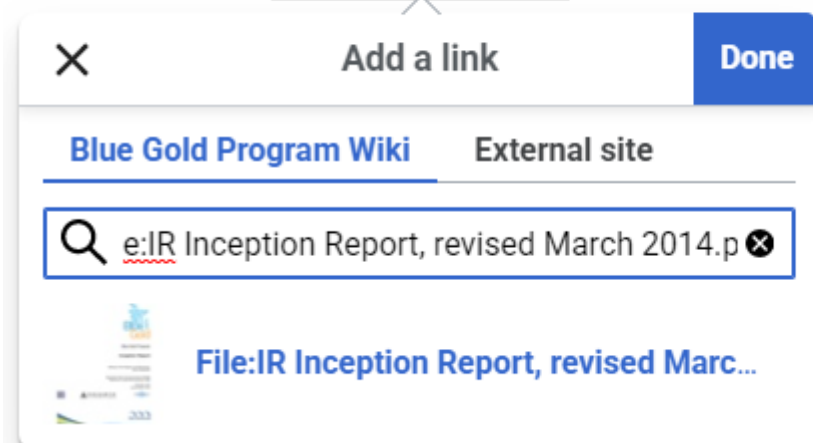 Add a link
Done
Blue Gold Program Wiki
External site
e:IR Inception Report, revised March 2014.p
File:IR Inception Report, revised Marc...